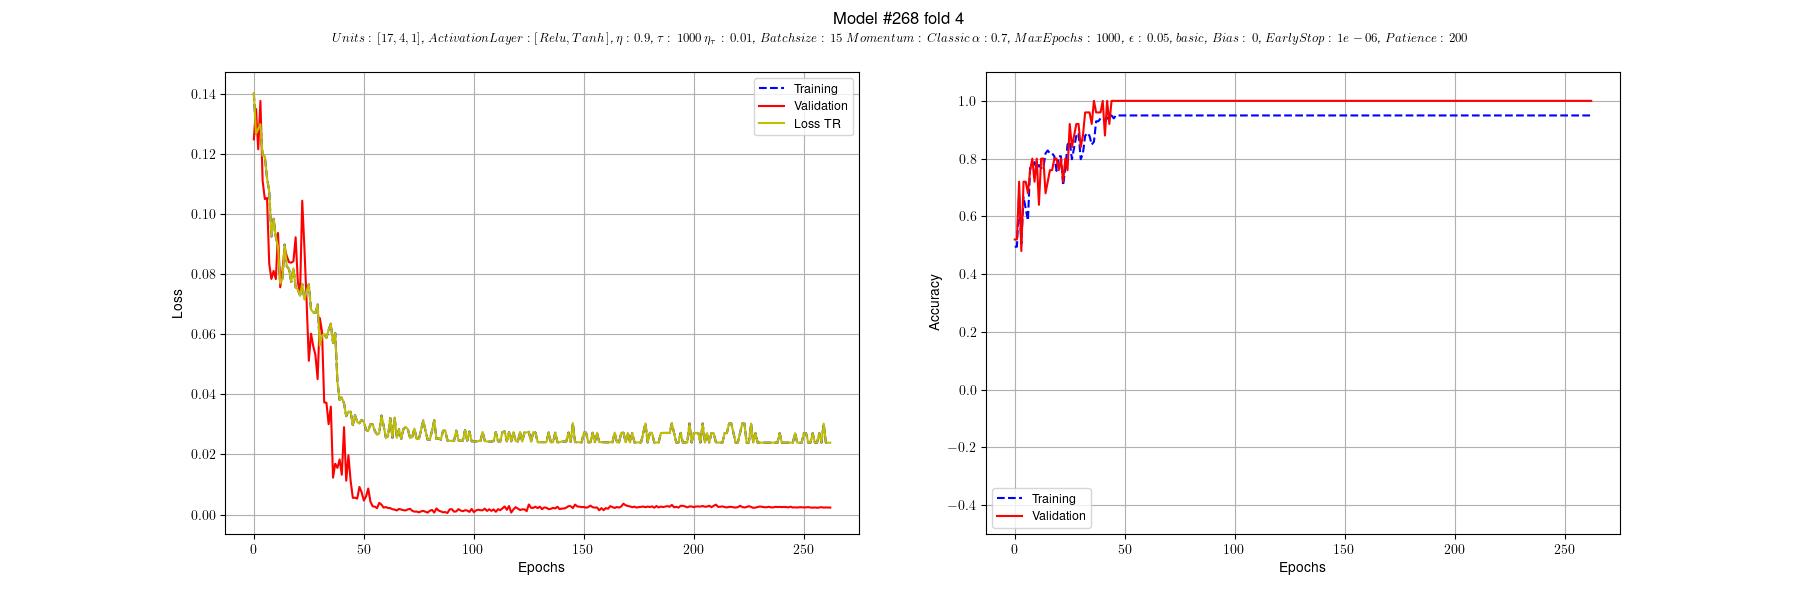 Model #268 fold 4
Units : [17, 4, 1], ActivationLayer : [Relu, Tanh], η : 0.9, τ : 1000 ητ : 0.01, Batchsize : 15 Momentum : Classic α : 0.7, MaxEpochs : 1000, ϵ : 0.05, basic, Bias : 0, EarlyStop : 1e − 06, Patience : 200
Loss
0.14
0.12
0.10
0.08
0.06
0.04
0.02
0.00
Training
Validation
Loss TR
0
50
100
150
200
250
Epochs
Accuracy
1.0
0.8
0.6
0.4
0.2
0.0
−0.2
−0.4
Training
Validation
0
50
100
150
200
250
Epochs